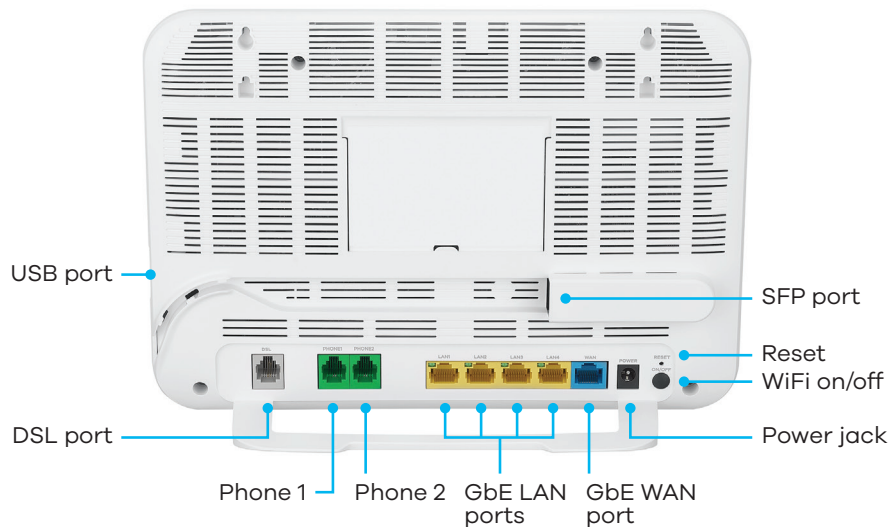 USB port
SFP port
DSL
PHONE1
PHONE2
LAN1
LAN2
LAN3
LAN4
WAN
POWER
RESET
ON/OFF
Reset
WiFi on/off
DSL port
Power jack
Phone 1
Phone 2
GbE LAN
ports
GbE WAN
port